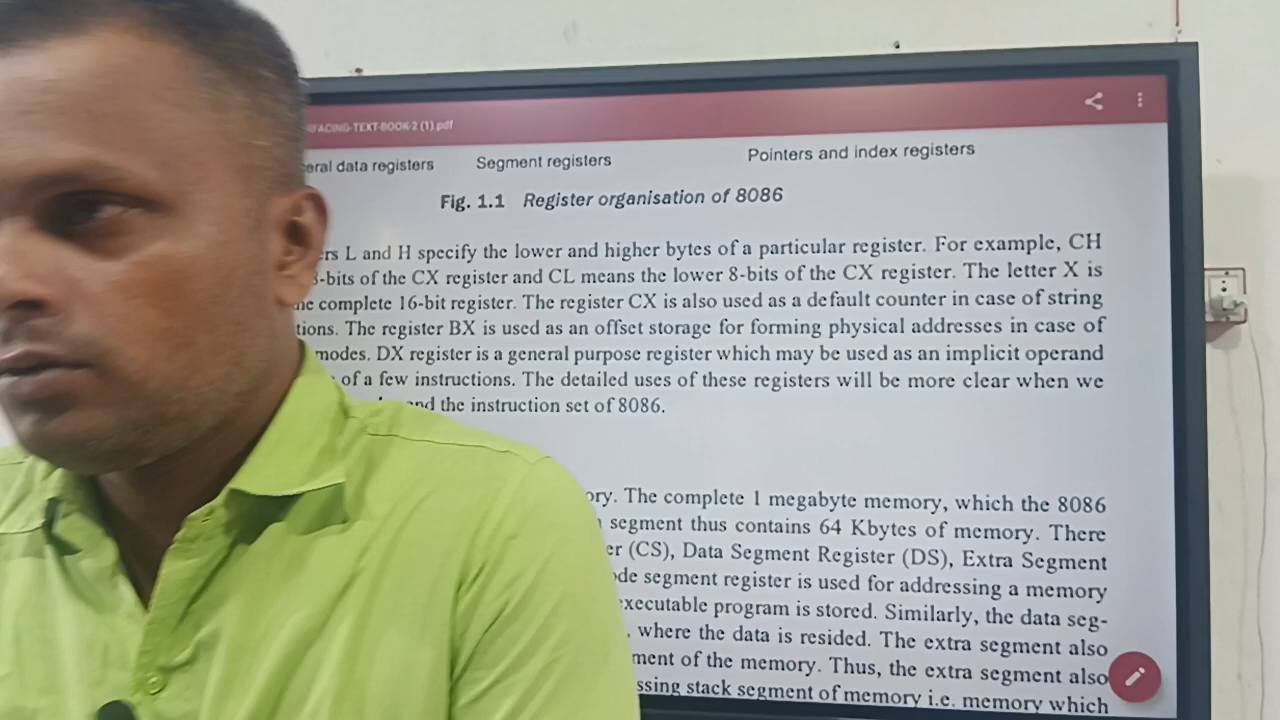 FACING-TEXT-BOOK-2 (1).pdf
eral data registers Segment registers Pointers and index registers
Fig. 1.1 Register organisation of 8086
rs L and H specify the lower and higher bytes of a particular register. For example, CH
-bits of the CX register and CL means the lower 8-bits of the CX register. The letter X is
complete 16-bit register. The register CX is also used as a default counter in case of string
tions. The register BX is used as an offset storage for forming physical addresses in case of
modes. DX register is a general purpose register which may be used as an implicit operand
of a few instructions. The detailed uses of these registers will be more clear when we
and the instruction set of 8086.
ory. The complete 1 megabyte memory, which the 8086
segment thus contains 64 Kbytes of memory. There
er (CS), Data Segment Register (DS), Extra Segment
de segment register is used for addressing a memory
executable program is stored. Similarly, the data seg-
where the data is resided. The extra segment also
ment of the memory. Thus, the extra segment also
ssing stack segment of memory i.e. memory which